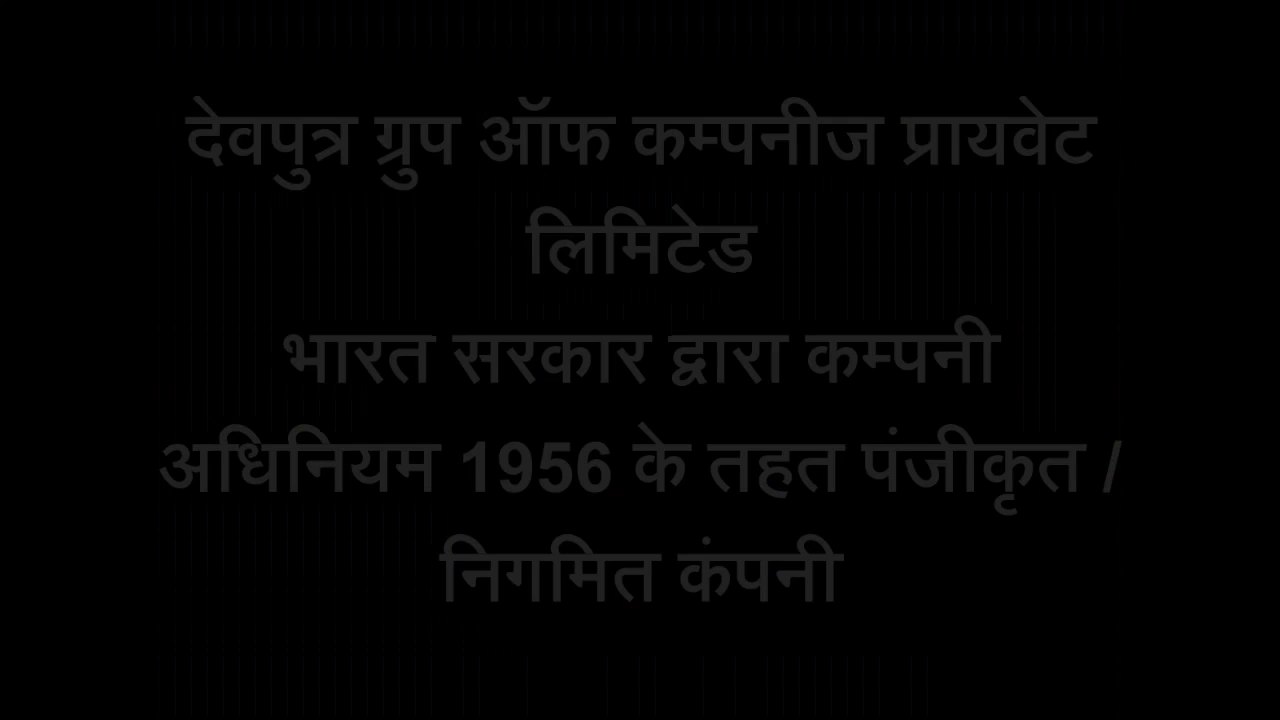 देवपुत्र ग्रुप ऑफ कम्पनीज प्रायवेट
लिमिटेड
भारत सरकार द्वारा कम्पनी
अधिनियम 1956 के तहत पंजीकृत /
निगमित कंपनी